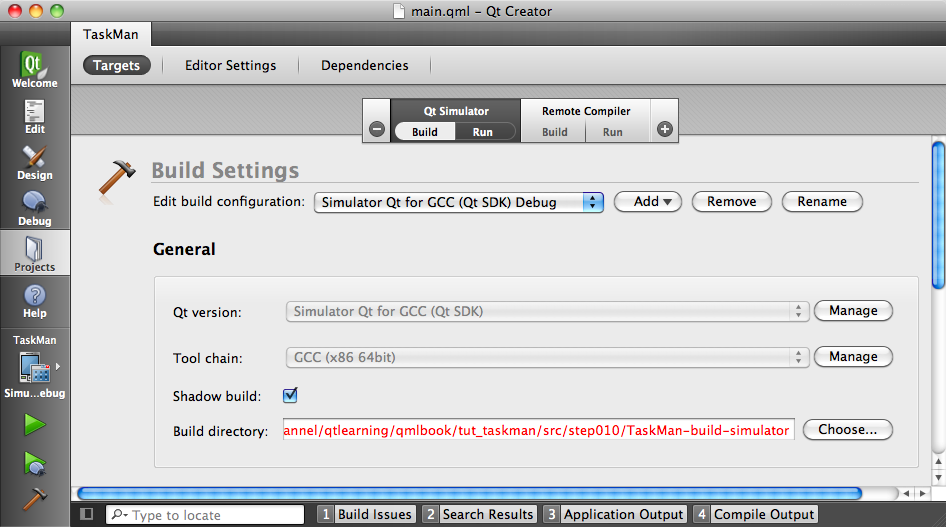 main.qml - Qt Creator
TaskMan
Targets
Editor Settings
Dependencies
Qt
Welcome
Edit
Design
Debug
Projects
Help
TaskMan
Simu...ebug
Qt Simulator
Build
Run
Remote Compiler
Build
Run
Build Settings
Edit build configuration: Simulator Qt for GCC (Qt SDK) Debug Add Remove Rename
General
Qt version: Simulator Qt for GCC (Qt SDK) Manage
Tool chain: GCC (x86 64bit) Manage
Shadow build:
Build directory: annel/qtlearning/qmlbook/tut_taskman/src/step010/TaskMan-build-simulator Choose...
Type to locate 1 Build Issues 2 Search Results 3 Application Output 4 Compile Output